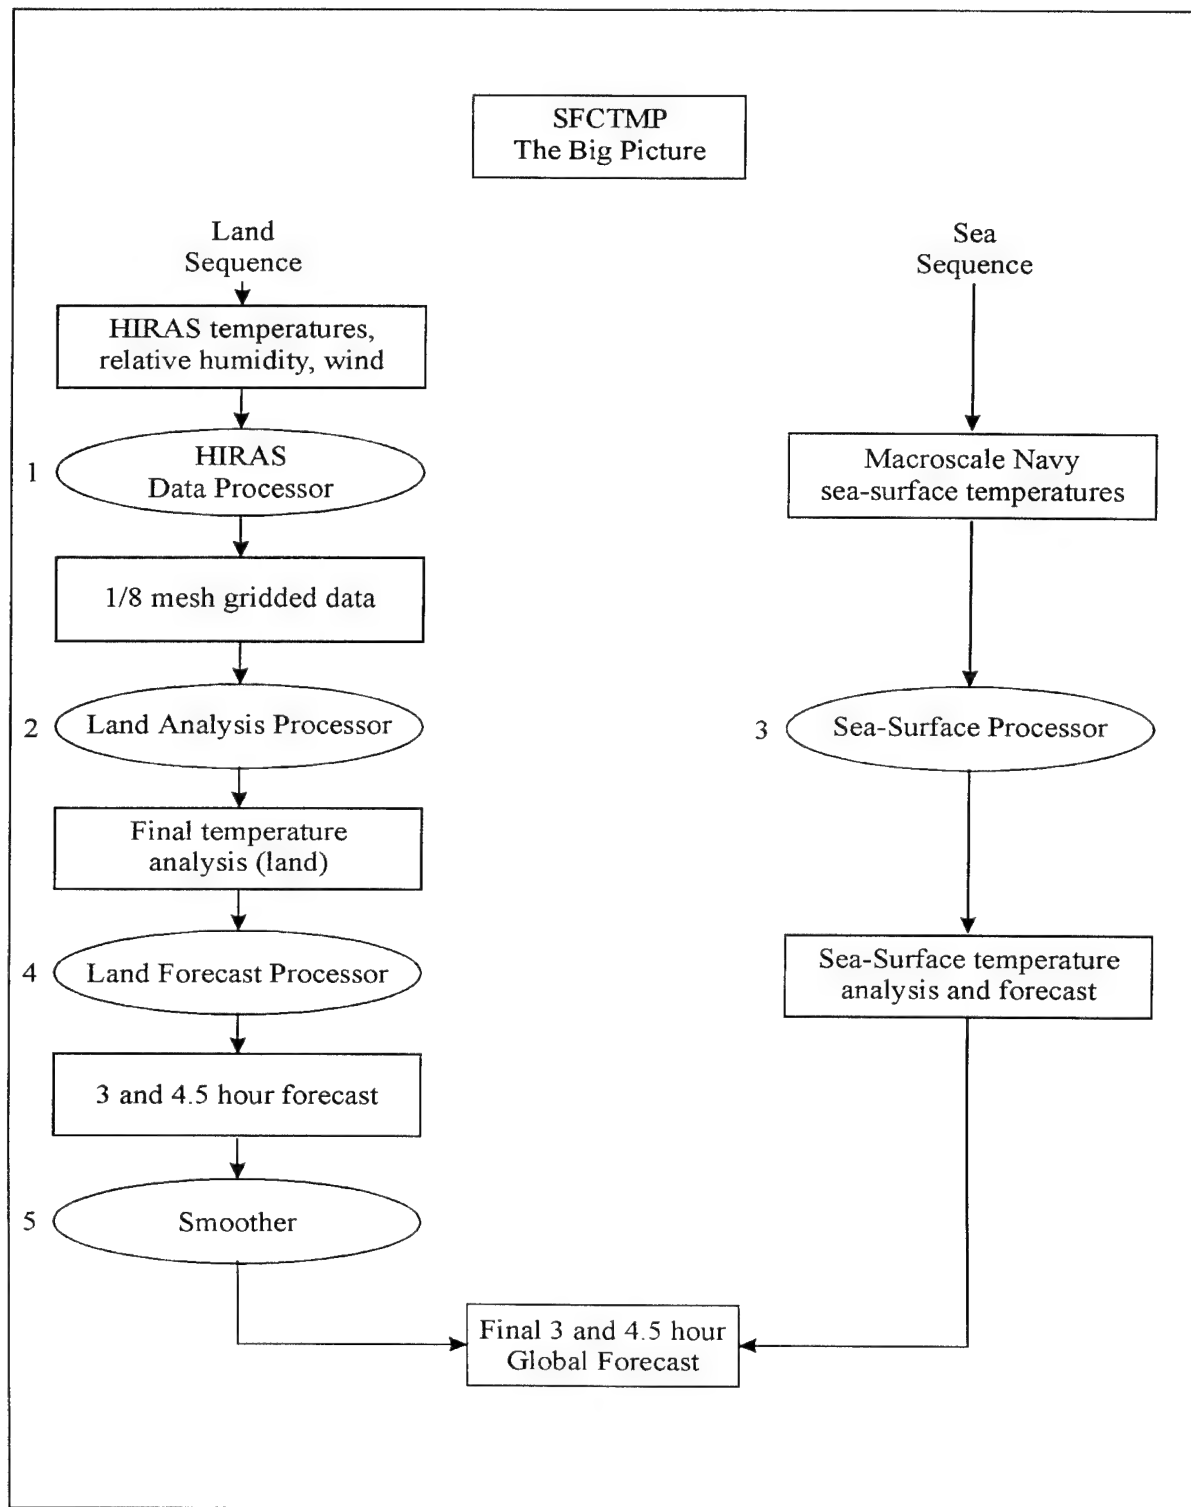 SFCTMP
The Big Picture
Land
Sequence
HIRAS temperatures,
relative humidity, wind
1
HIRAS
Data Processor
1/8 mesh gridded data
2
Land Analysis Processor
Final temperature
analysis (land)
4
Land Forecast Processor
3 and 4.5 hour forecast
5
Smoother
Sea
Sequence
Macroscale Navy
sea-surface temperatures
3
Sea-Surface Processor
Sea-Surface temperature
analysis and forecast
Final 3 and 4.5 hour
Global Forecast